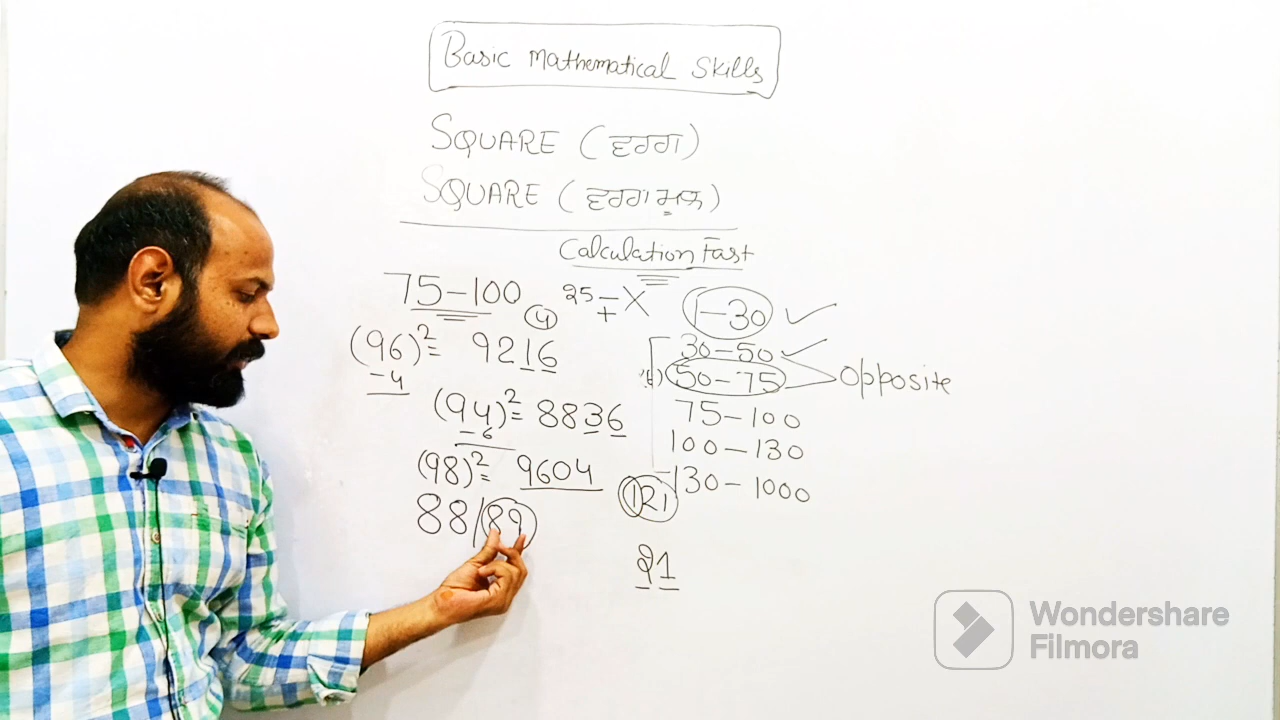 Basic Mathematical Skills
SQUARE (ਵਰਗ)
SQUARE (ਵਰਗ ਮੂਲ)
Calculation Fast
75-100
25 -+ X
1-30 ✓
4
(96)² = 9216
-4
30-50 ✓
50-75
Opposite
(94)² = 8836
-6
75-100
100-130
(98)² = 9604
130-1000
88/89
121
21
Wondershare
Filmora